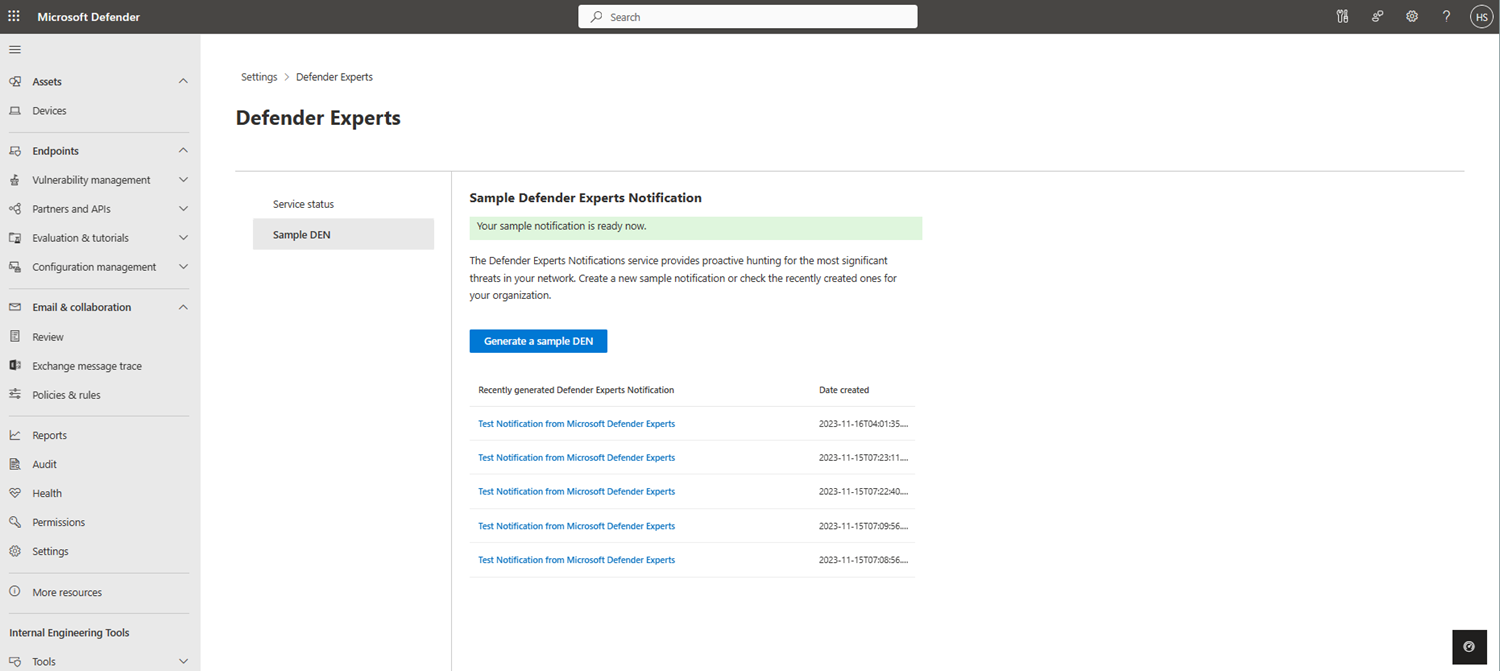 Microsoft Defender
Search
?
HS
Assets
Devices
Endpoints
Vulnerability management
Partners and APIs
Evaluation & tutorials
Configuration management
Email & collaboration
Review
Exchange message trace
Policies & rules
Reports
Audit
Health
Permissions
Settings
More resources
Internal Engineering Tools
Tools
Settings > Defender Experts
Defender Experts
Service status
Sample DEN
Sample Defender Experts Notification
Your sample notification is ready now.
The Defender Experts Notifications service provides proactive hunting for the most significant
threats in your network. Create a new sample notification or check the recently created ones for
your organization.
Generate a sample DEN
Recently generated Defender Experts Notification Date created
Test Notification from Microsoft Defender Experts 2023-11-16T04:01:35....
Test Notification from Microsoft Defender Experts 2023-11-15T07:23:11....
Test Notification from Microsoft Defender Experts 2023-11-15T07:22:40....
Test Notification from Microsoft Defender Experts 2023-11-15T07:09:56....
Test Notification from Microsoft Defender Experts 2023-11-15T07:08:56....